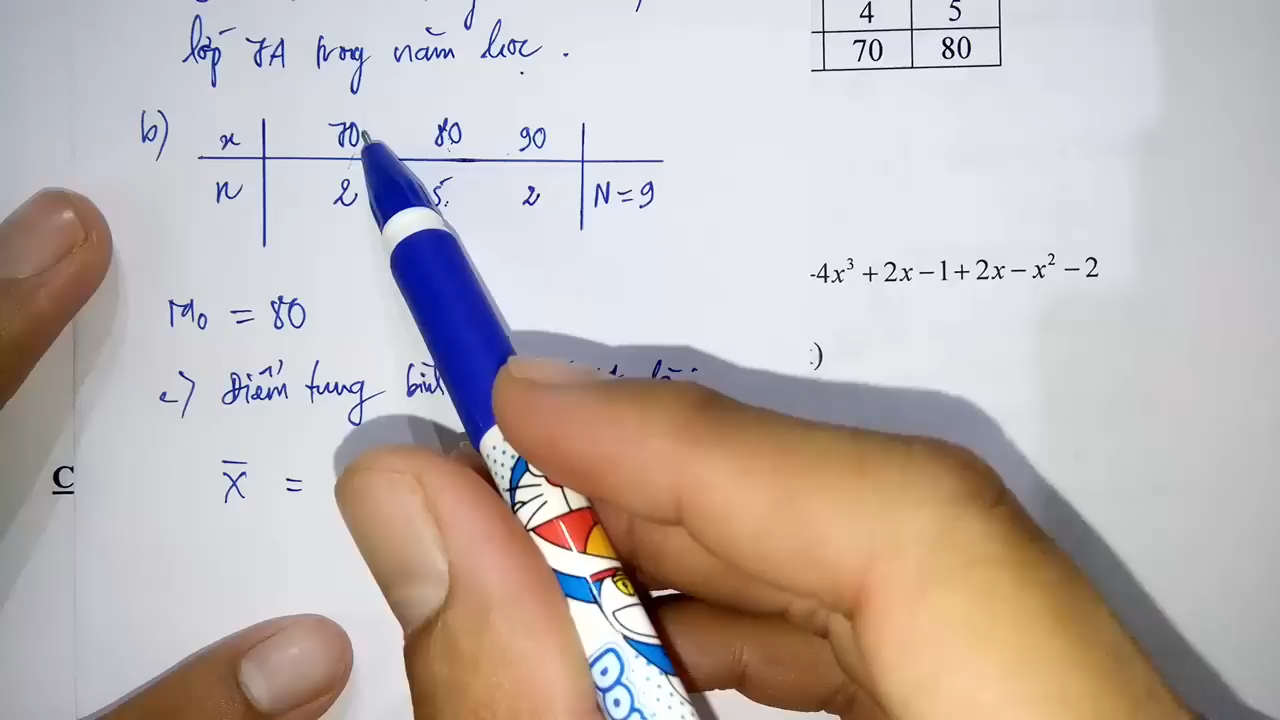 4 5
lớp 7A trong năm học.
70 80
b) x 70 80 90
n 2 5 2 N = 9
-4x³ + 2x - 1 + 2x - x² - 2
M₀ = 80
:)
c) Điểm trung
C
X̄ =